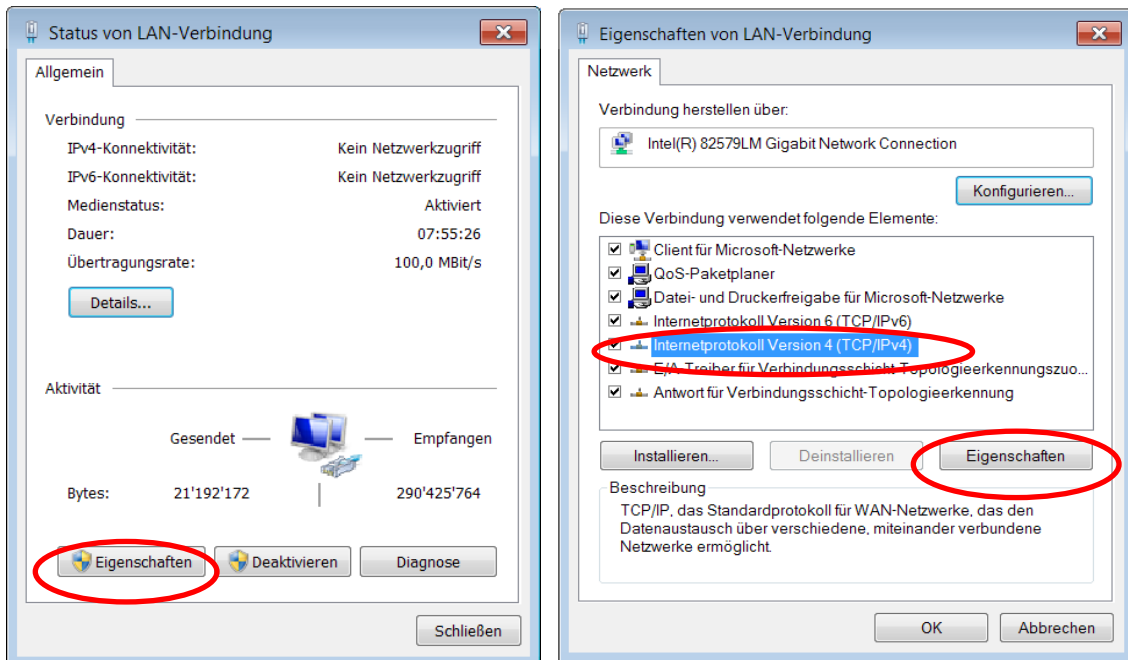 Status von LAN-Verbindung
Allgemein
Verbindung
IPv4-Konnektivität: Kein Netzwerkzugriff
IPv6-Konnektivität: Kein Netzwerkzugriff
Medienstatus: Aktiviert
Dauer: 07:55:26
Übertragungsrate: 100,0 MBit/s
Details...
Aktivität
Gesendet Empfangen
Bytes: 21'192'172 290'425'764
Eigenschaften Deaktivieren Diagnose
Schließen
Eigenschaften von LAN-Verbindung
Netzwerk
Verbindung herstellen über:
Intel(R) 82579LM Gigabit Network Connection
Konfigurieren...
Diese Verbindung verwendet folgende Elemente:
Client für Microsoft-Netzwerke
QoS-Paketplaner
Datei- und Druckerfreigabe für Microsoft-Netzwerke
Internetprotokoll Version 6 (TCP/IPv6)
Internetprotokoll Version 4 (TCP/IPv4)
E/A-Treiber für Verbindungsschicht-Topologieerkennungszuo...
Antwort für Verbindungsschicht-Topologieerkennung
Installieren... Deinstallieren Eigenschaften
Beschreibung
TCP/IP, das Standardprotokoll für WAN-Netzwerke, das den
Datenaustausch über verschiedene, miteinander verbundene
Netzwerke ermöglicht.
OK Abbrechen